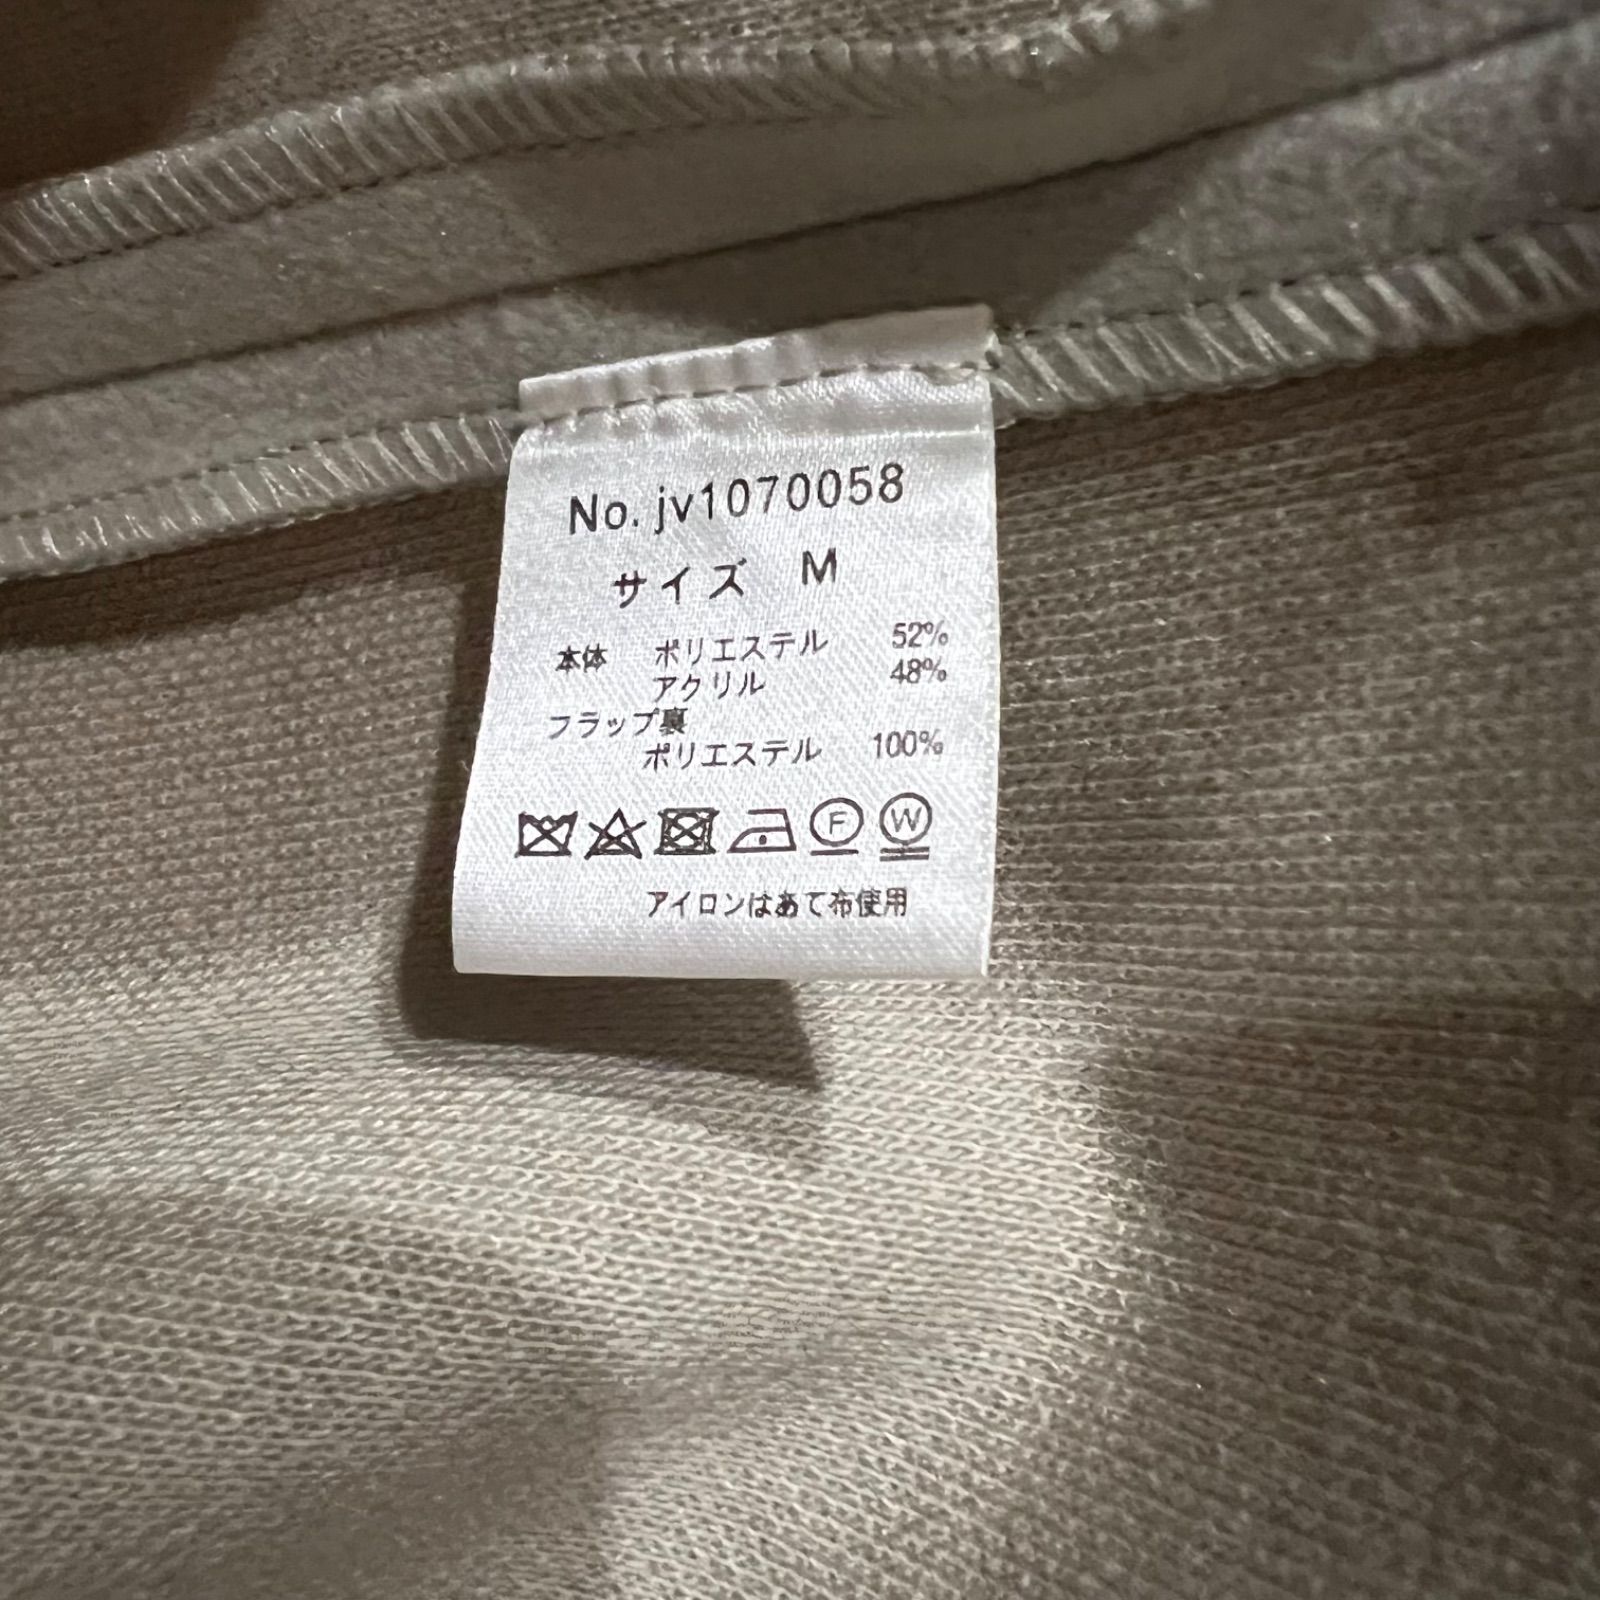 No. jv1070058
サイズ M
本体 ポリエステル 52%
アクリル 48%
フラップ裏
ポリエステル 100%
F W
アイロンはあて布使用